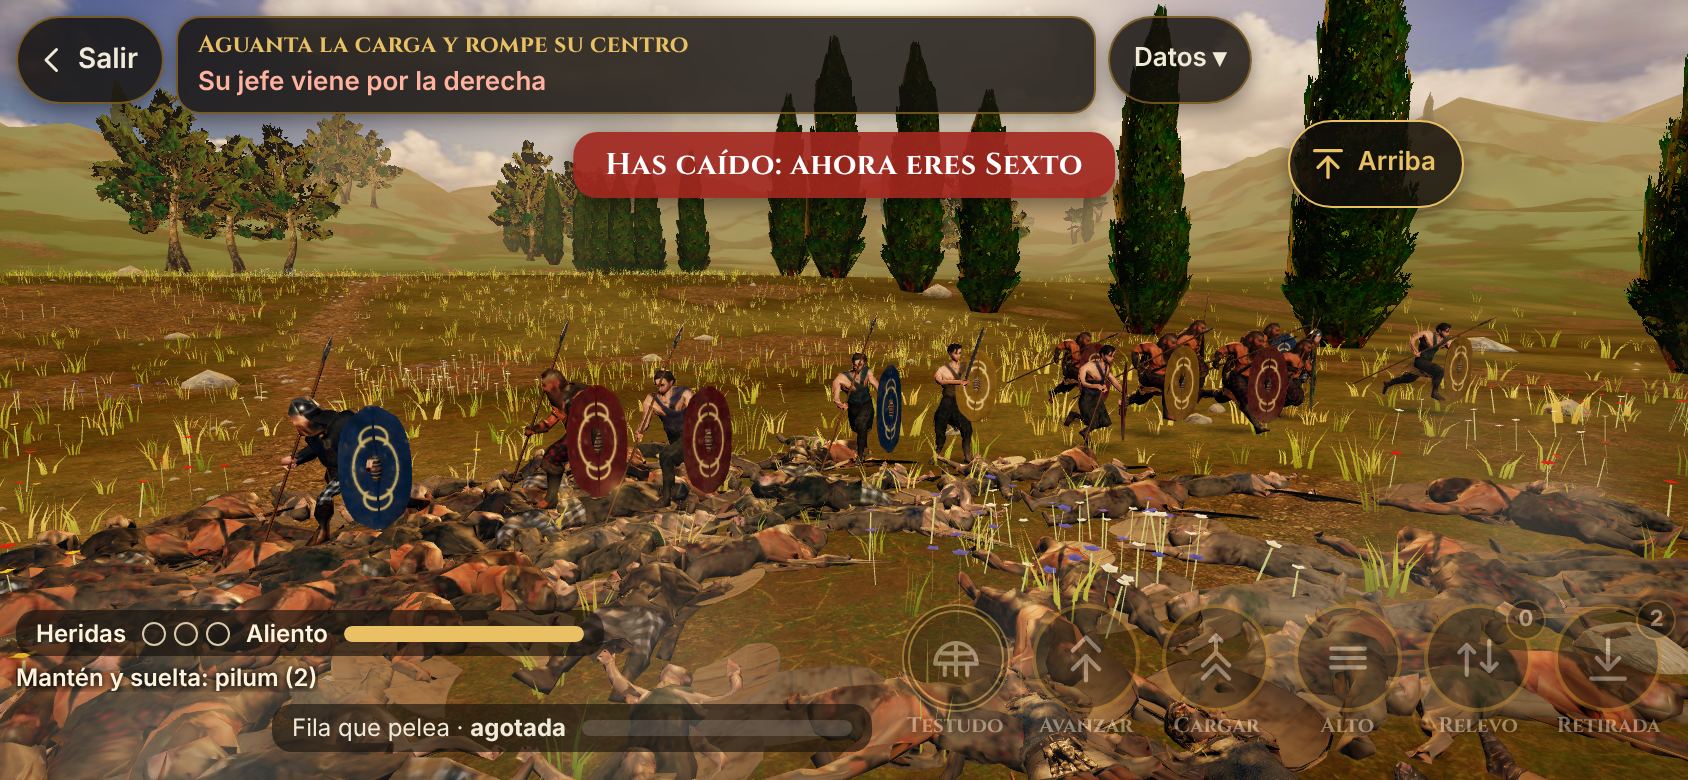 Salir
Aguanta la carga y rompe su centro
Su jefe viene por la derecha
Datos ▾
Has caído: ahora eres Sexto
Arriba
Heridas Aliento
Mantén y suelta: pilum (2)
Fila que pelea · agotada
0
2
Testudo
Avanzar
Cargar
Alto
Relevo
Retirada